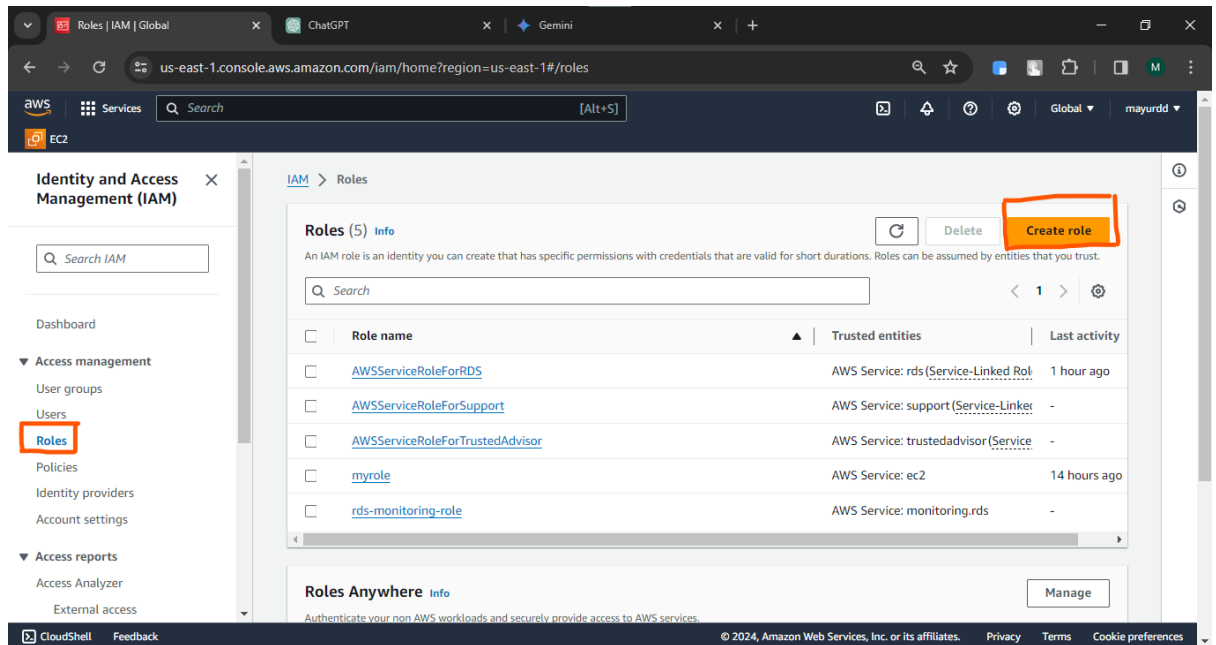 Roles | IAM | Global
ChatGPT
Gemini
us-east-1.console.aws.amazon.com/iam/home?region=us-east-1#/roles
M
aws
Services
Search
[Alt+S]
Global
mayurdd
EC2
Identity and Access Management (IAM)
Search IAM
Dashboard
Access management
User groups
Users
Roles
Policies
Identity providers
Account settings
Access reports
Access Analyzer
External access
IAM > Roles
Roles (5) Info
Delete
Create role
An IAM role is an identity you can create that has specific permissions with credentials that are valid for short durations. Roles can be assumed by entities that you trust.
Search
1
Role name Trusted entities Last activity
AWSServiceRoleForRDS AWS Service: rds (Service-Linked Rol 1 hour ago
AWSServiceRoleForSupport AWS Service: support (Service-Linked -
AWSServiceRoleForTrustedAdvisor AWS Service: trustedadvisor (Service -
myrole AWS Service: ec2 14 hours ago
rds-monitoring-role AWS Service: monitoring.rds -
Roles Anywhere Info
Manage
Authenticate your non AWS workloads and securely provide access to AWS services.
CloudShell Feedback © 2024, Amazon Web Services, Inc. or its affiliates. Privacy Terms Cookie preferences